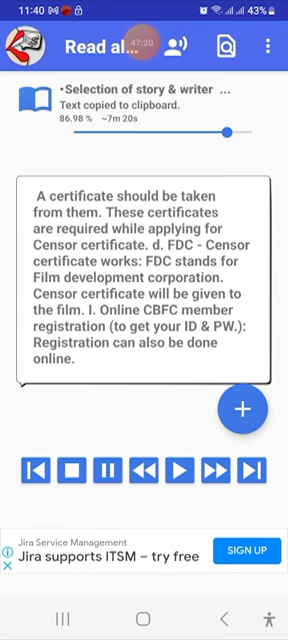 11:40 43%
Read al... 47:20
•Selection of story & writer ...
Text copied to clipboard.
86.98 % ~7m 20s
A certificate should be taken
from them. These certificates
are required while applying for
Censor certificate. d. FDC - Censor
certificate works: FDC stands for
Film development corporation.
Censor certificate will be given to
the film. I. Online CBFC member
registration (to get your ID & PW.):
Registration can also be done
online.
Jira Service Management
Jira supports ITSM – try free
SIGN UP